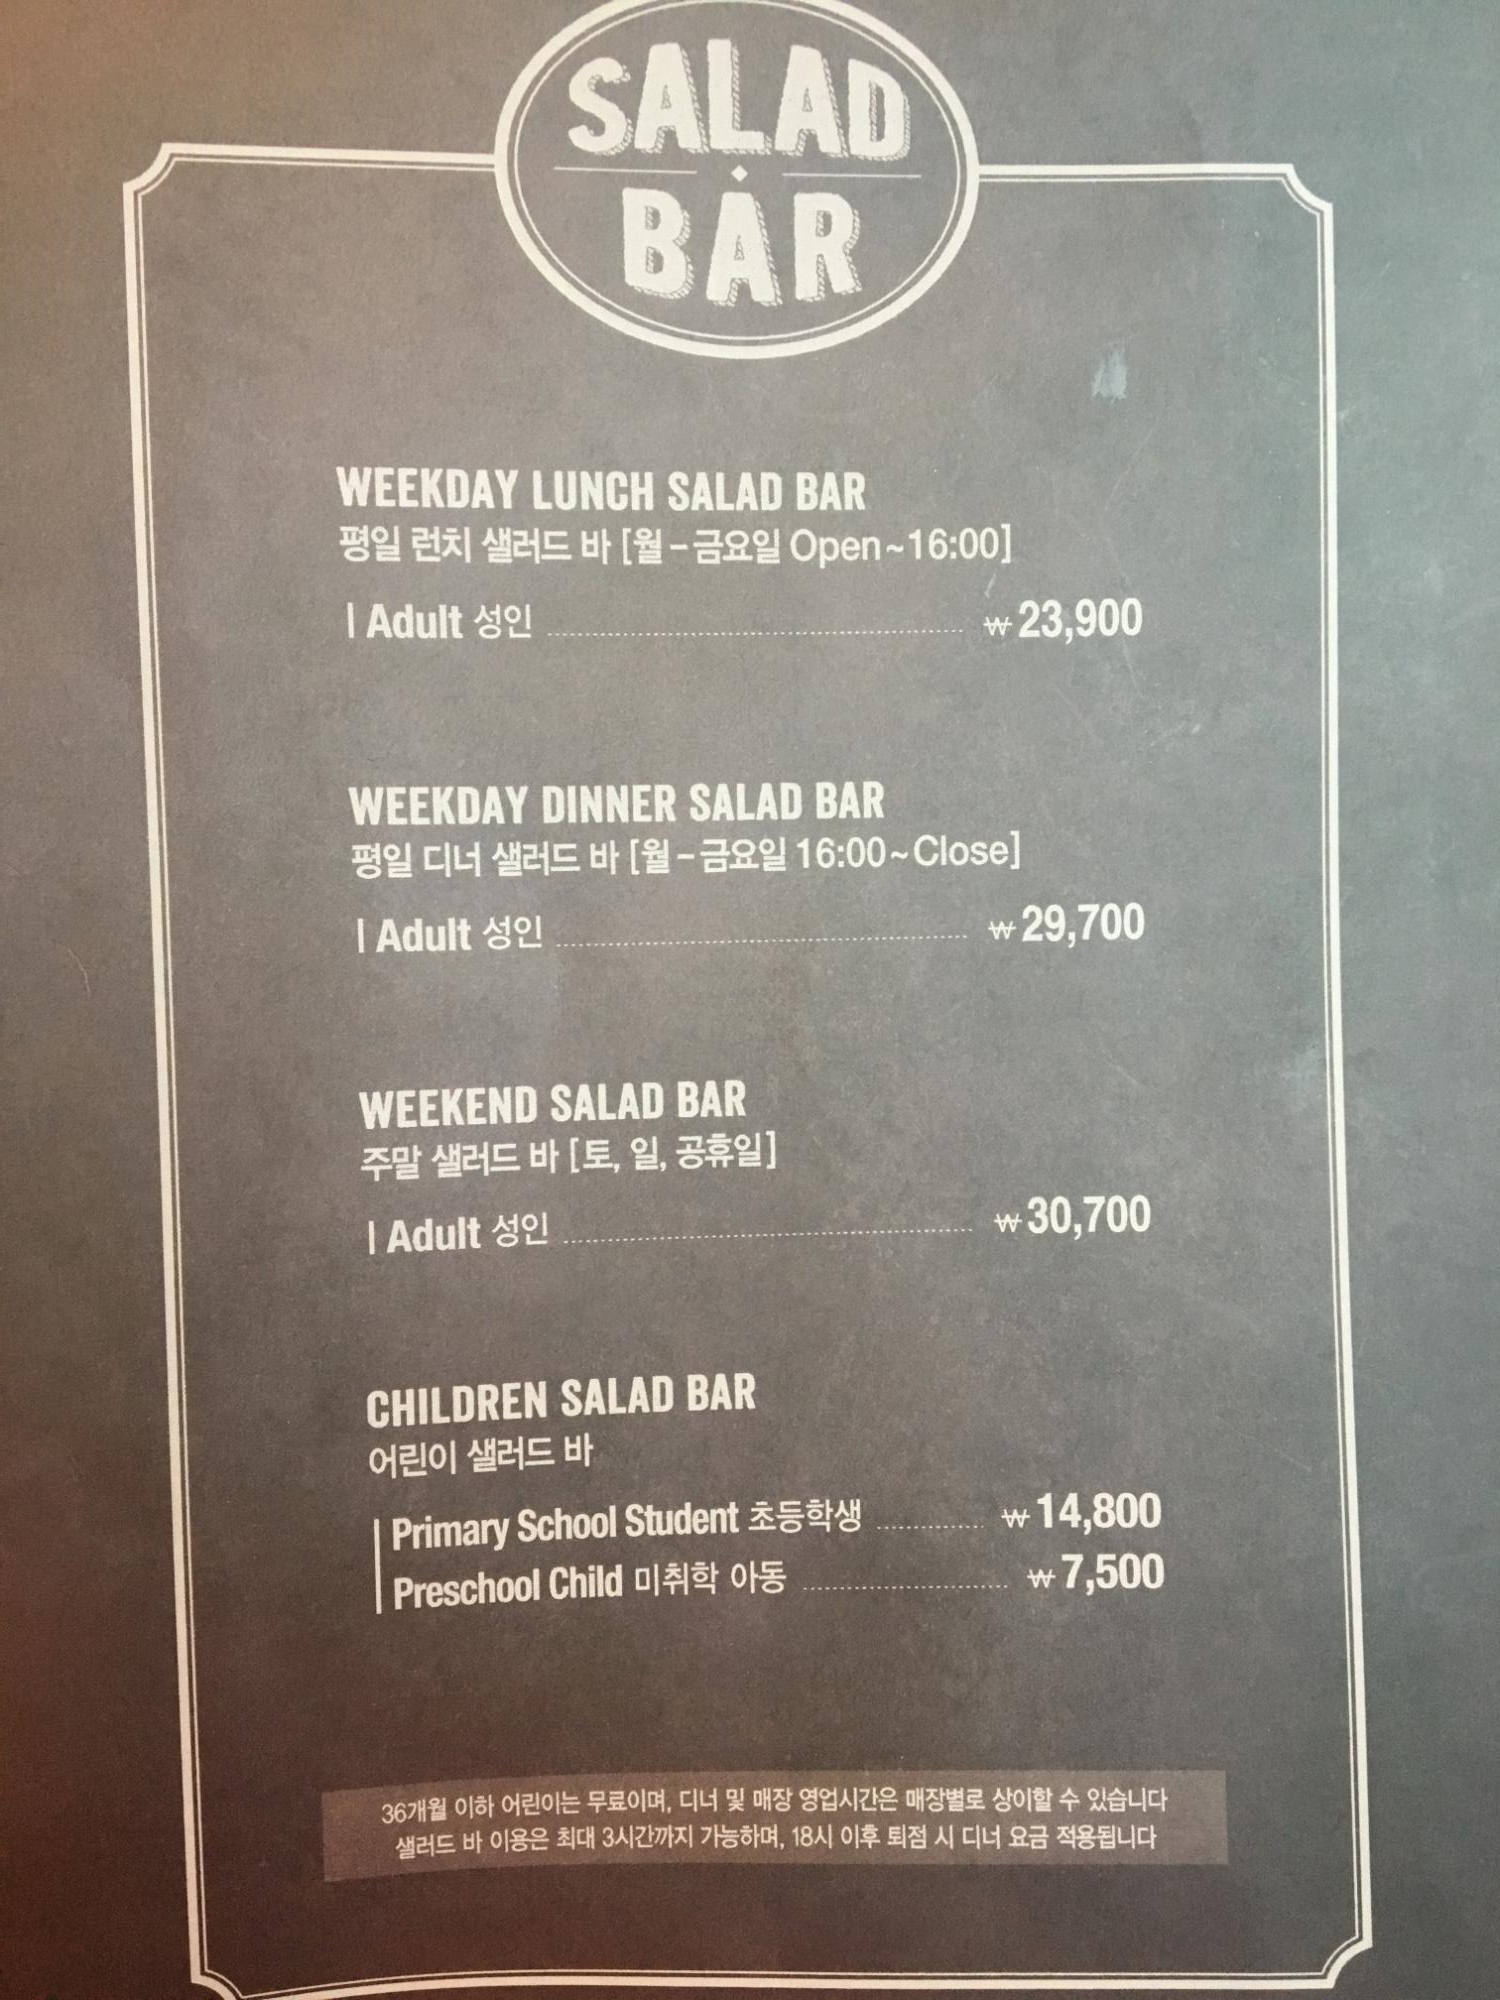 SALAD
BAR
WEEKDAY LUNCH SALAD BAR
평일 런치 샐러드 바 [월-금요일 Open~16:00]
Adult 성인 ₩23,900
WEEKDAY DINNER SALAD BAR
평일 디너 샐러드 바 [월-금요일 16:00~Close]
Adult 성인 ₩29,700
WEEKEND SALAD BAR
주말 샐러드 바 [토, 일, 공휴일]
Adult 성인 ₩30,700
CHILDREN SALAD BAR
어린이 샐러드 바
Primary School Student 초등학생 ₩14,800
Preschool Child 미취학 아동 ₩7,500
36개월 이하 어린이는 무료이며, 디너 및 매장 영업시간은 매장별로 상이할 수 있습니다
샐러드 바 이용은 최대 3시간까지 가능하며, 18시 이후 퇴점 시 디너 요금 적용됩니다